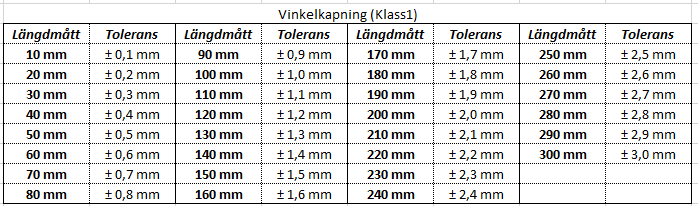 Vinkelkapning (Klass1)
Längdmått Tolerans Längdmått Tolerans Längdmått Tolerans Längdmått Tolerans
10 mm ± 0,1 mm 90 mm ± 0,9 mm 170 mm ± 1,7 mm 250 mm ± 2,5 mm
20 mm ± 0,2 mm 100 mm ± 1,0 mm 180 mm ± 1,8 mm 260 mm ± 2,6 mm
30 mm ± 0,3 mm 110 mm ± 1,1 mm 190 mm ± 1,9 mm 270 mm ± 2,7 mm
40 mm ± 0,4 mm 120 mm ± 1,2 mm 200 mm ± 2,0 mm 280 mm ± 2,8 mm
50 mm ± 0,5 mm 130 mm ± 1,3 mm 210 mm ± 2,1 mm 290 mm ± 2,9 mm
60 mm ± 0,6 mm 140 mm ± 1,4 mm 220 mm ± 2,2 mm 300 mm ± 3,0 mm
70 mm ± 0,7 mm 150 mm ± 1,5 mm 230 mm ± 2,3 mm
80 mm ± 0,8 mm 160 mm ± 1,6 mm 240 mm ± 2,4 mm